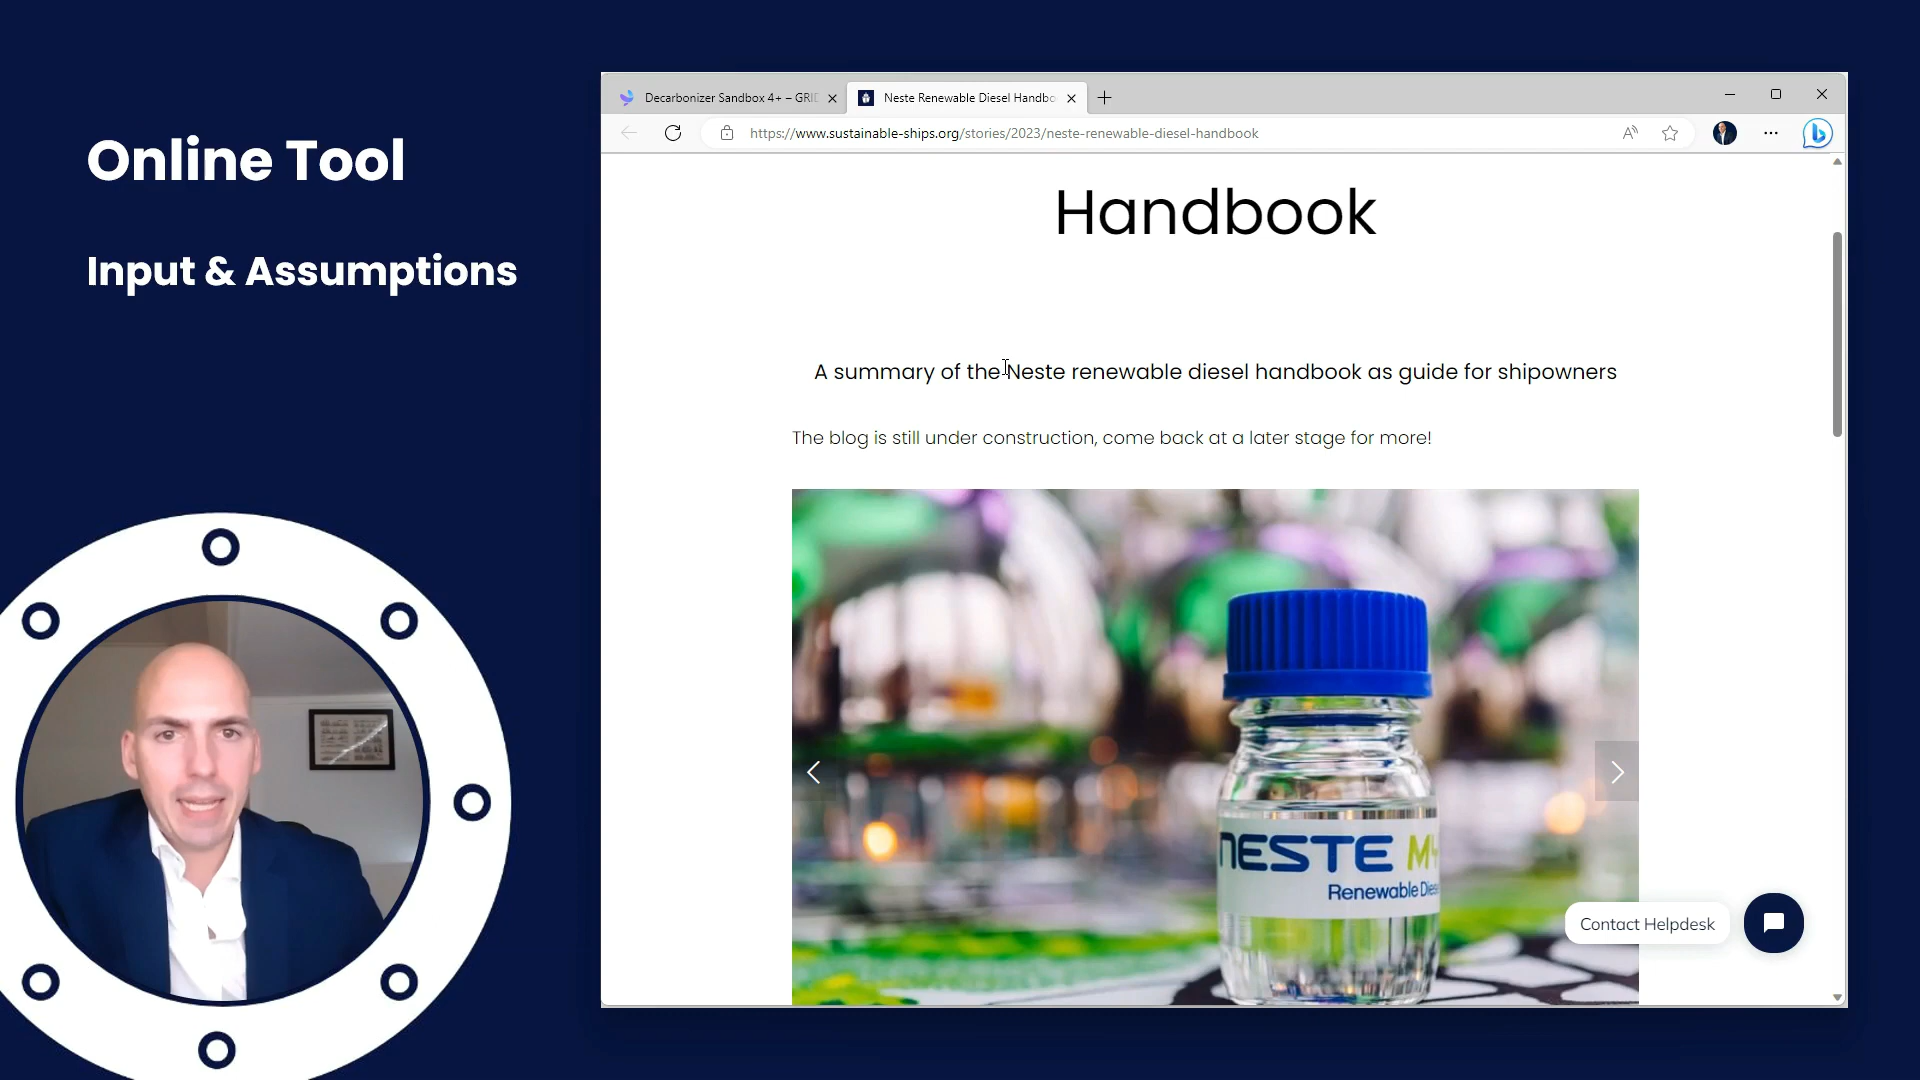 Online Tool
Input & Assumptions
Decarbonizer Sandbox 4+ – GRI
Neste Renewable Diesel Handbo
https://www.sustainable-ships.org/stories/2023/neste-renewable-diesel-handbook
Handbook
A summary of the Neste renewable diesel handbook as guide for shipowners
The blog is still under construction, come back at a later stage for more!
NESTE MY
Renewable Dies
Contact Helpdesk